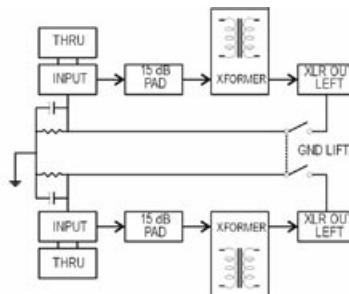 THRU
INPUT
15 dB
PAD
XFORMER
XLR OUT
LEFT
GND LIFT
INPUT
15 dB
PAD
XFORMER
XLR OUT
LEFT
THRU